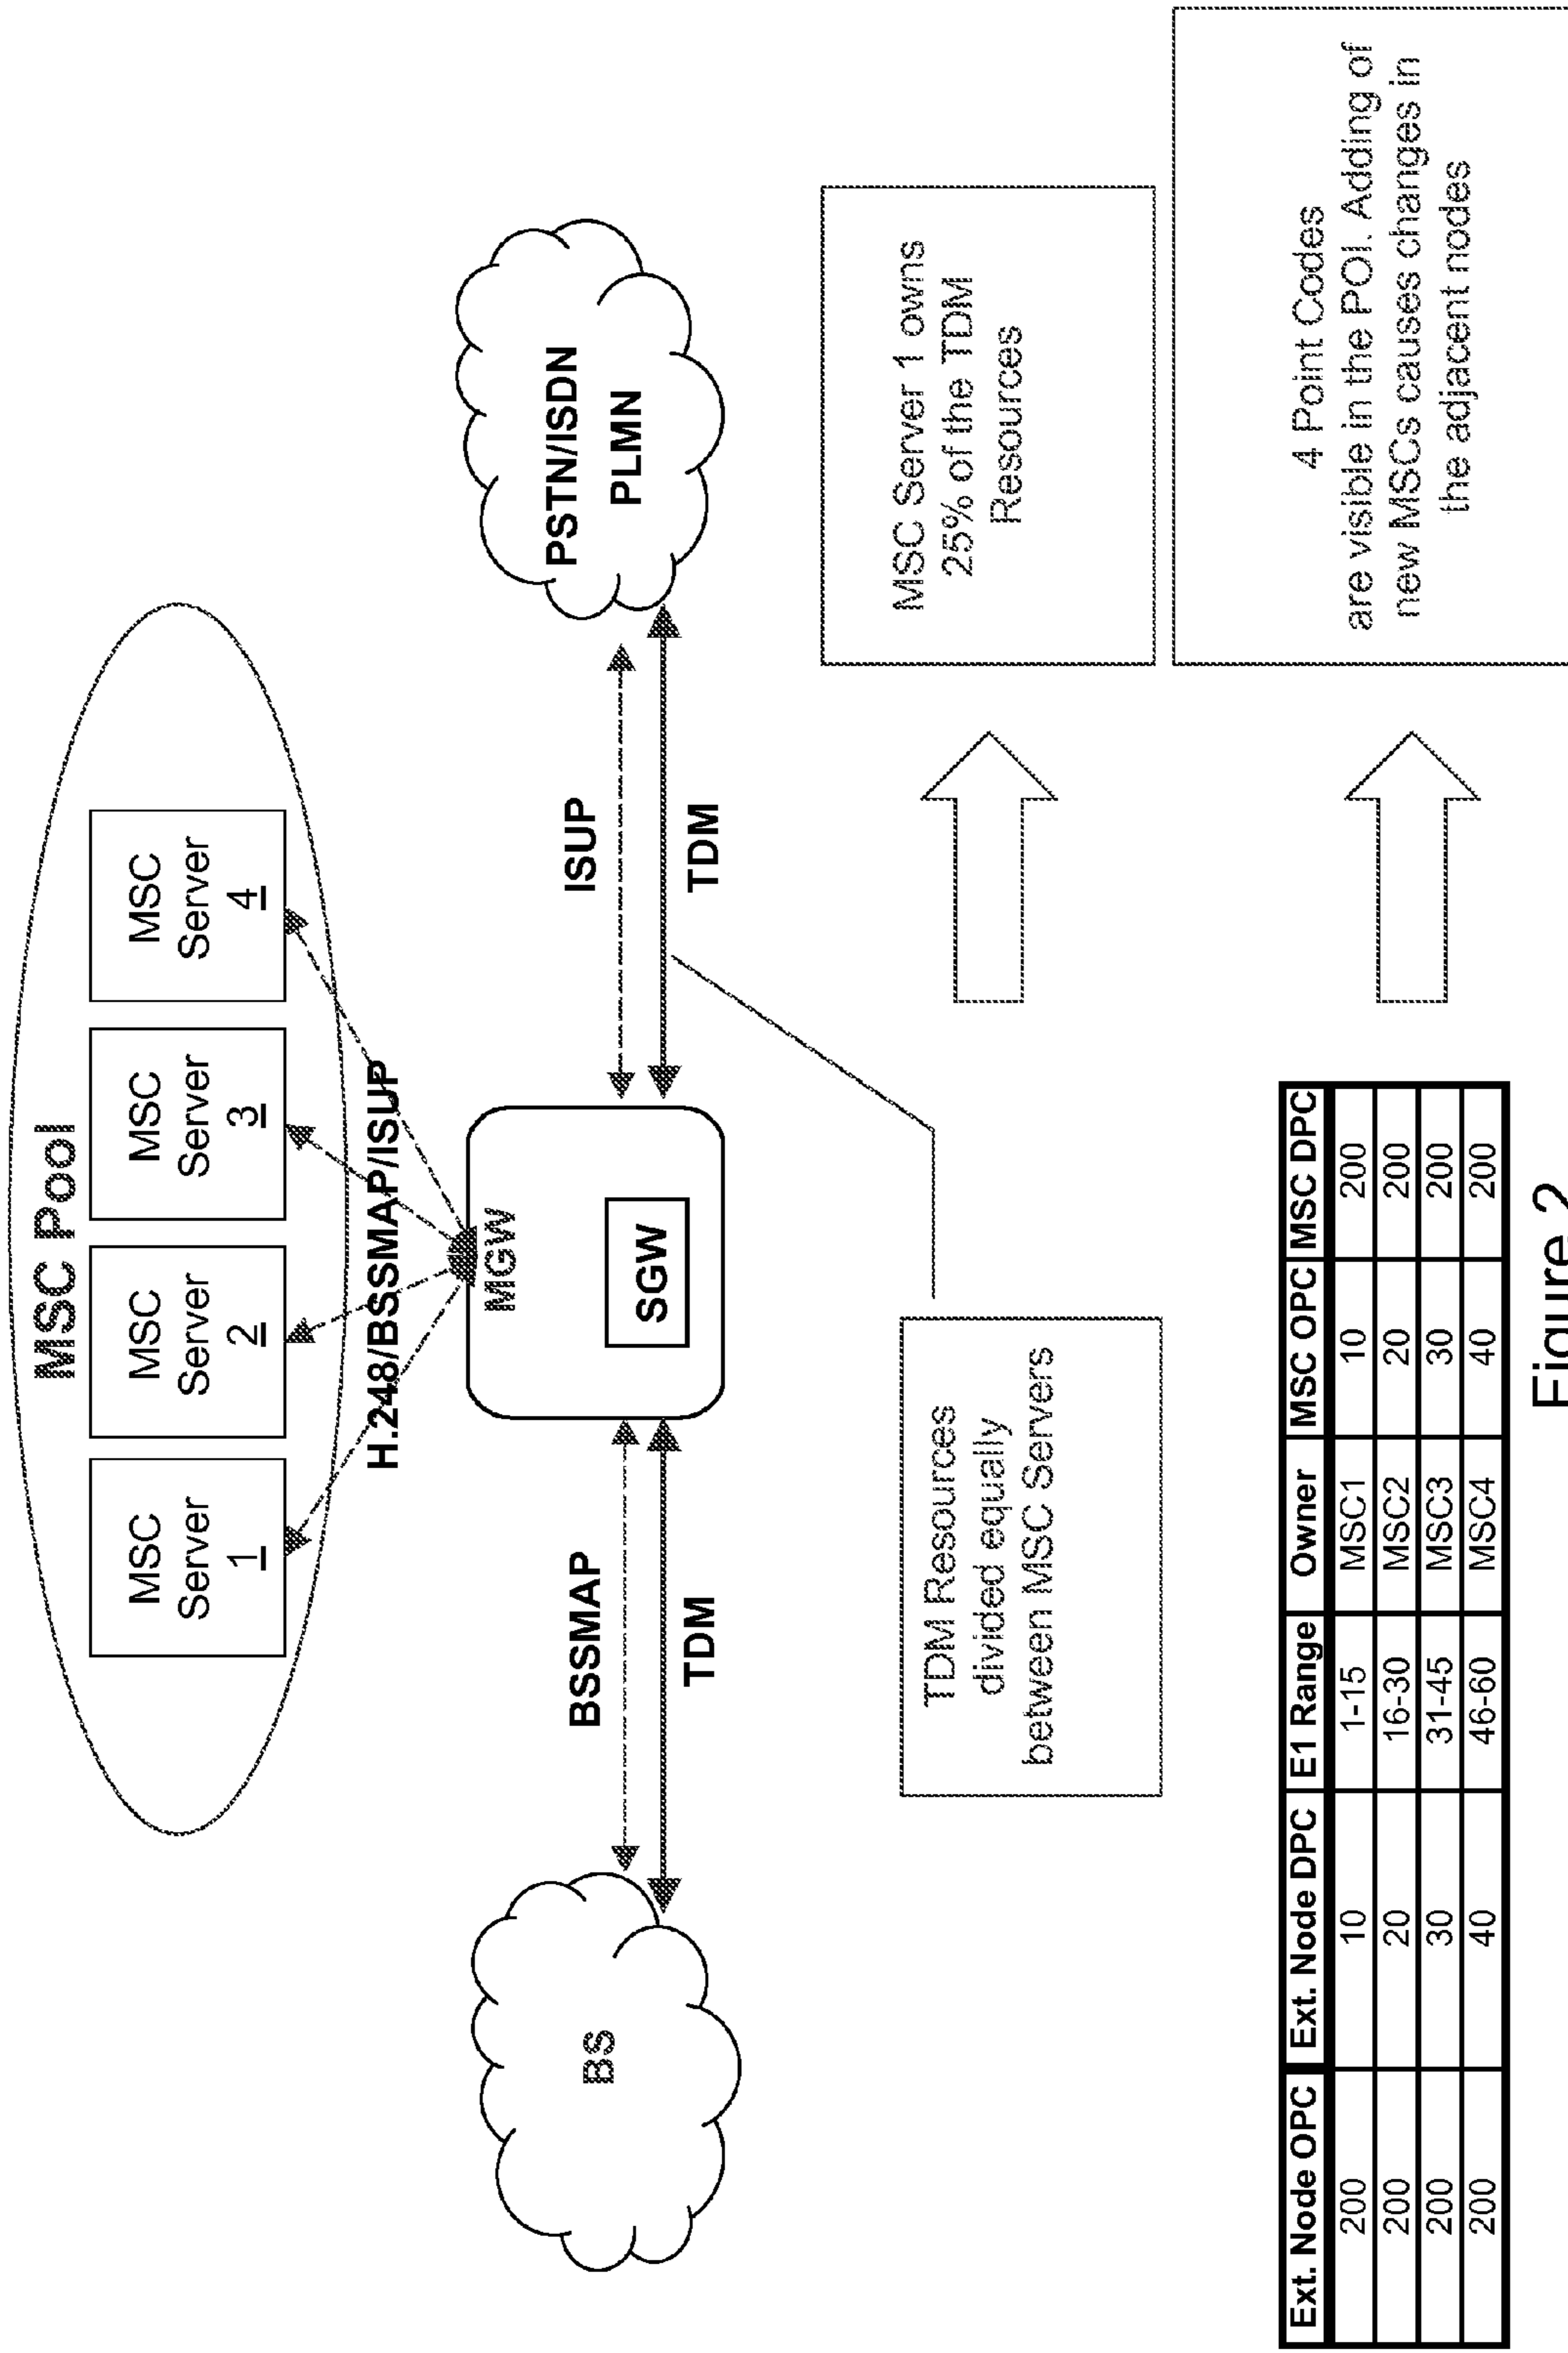 MSC Pool
MSC
Server
1
MSC
Server
2
MSC
Server
3
MSC
Server
4
H.248/BSSMAP/ISUP
MGW
SGW
BS
BSSMAP
TDM
ISUP
TDM
PSTN/ISDN
PLMN
TDM Resources
divided equally
between MSC Servers
MSC Server 1 owns
25% of the TDM
Resources
Ext. Node OPC Ext. Node DPC E1 Range Owner MSC OPC MSC DPC
200 10 1-15 MSC1 10 200
200 20 16-30 MSC2 20 200
200 30 31-45 MSC3 30 200
200 40 46-60 MSC4 40 200
4 Point Codes
are visible in the POI. Adding of
new MSCs causes changes in
the adjacent nodes
Figure 2